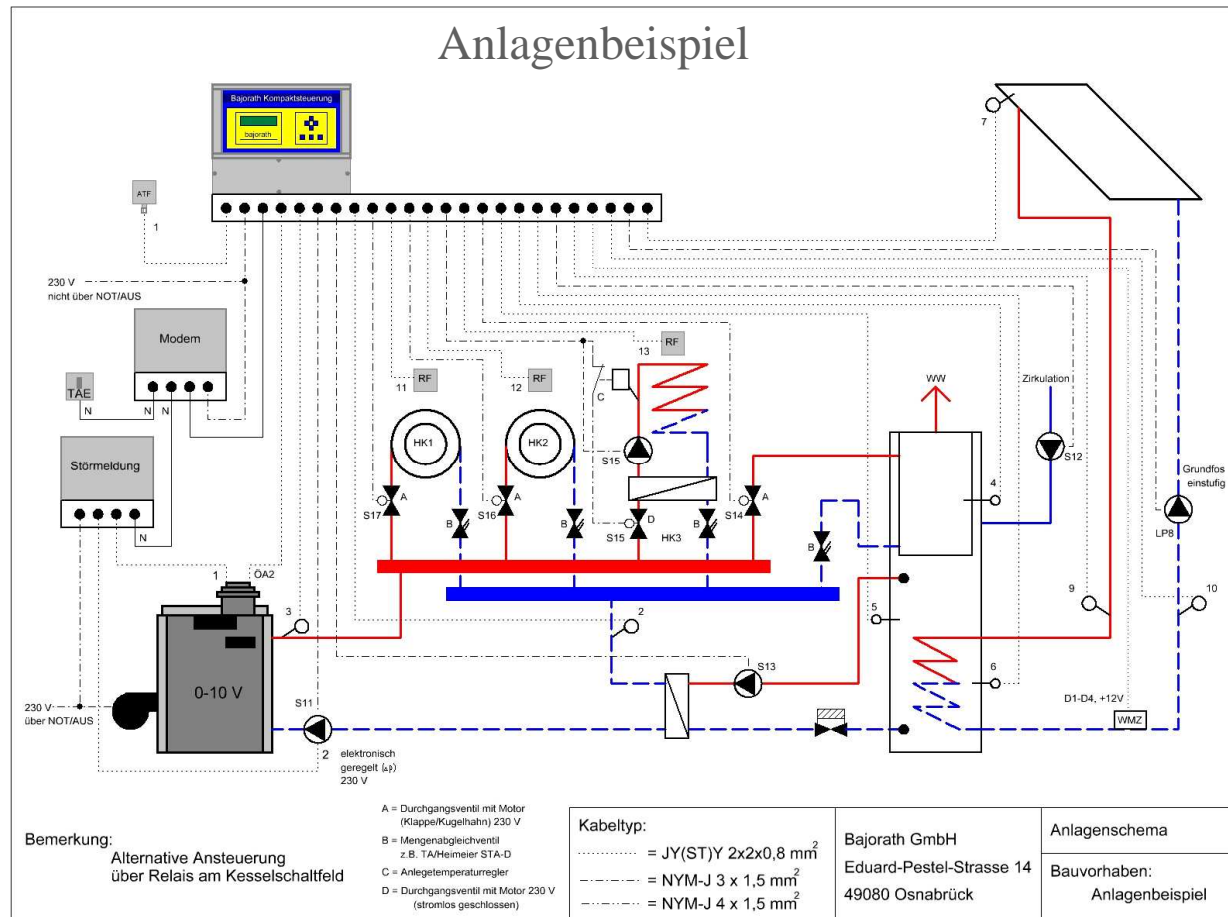 Anlagenbeispiel
Bajorath Kompaktsteuerung
bajorath
ATF
1
7
230 V
nicht über NOT/AUS
Modem
TAE
N
N
N
Störmeldung
N
11
RF
12
RF
13
RF
C
HK1
HK2
S17
A
B
S16
A
B
S15
S15
D
HK3
B
S14
A
B
WW
Zirkulation
S12
4
Grundfos
einstufig
LP8
1
ÖA2
3
2
5
9
10
6
0-10 V
S11
S13
230 V
über NOT/AUS
2
elektronisch
geregelt (∆p)
230 V
D1-D4, +12V
WMZ
Bemerkung:
Alternative Ansteuerung
über Relais am Kesselschaltfeld
A = Durchgangsventil mit Motor
(Klappe/Kugelhahn) 230 V
B = Mengenabgleichventil
z.B. TA/Heimeier STA-D
C = Anlegetemperaturregler
D = Durchgangsventil mit Motor 230 V
(stromlos geschlossen)
Kabeltyp:
= JY(ST)Y 2x2x0,8 mm²
= NYM-J 3 x 1,5 mm²
= NYM-J 4 x 1,5 mm²
Bajorath GmbH
Eduard-Pestel-Strasse 14
49080 Osnabrück
Anlagenschema
Bauvorhaben:
Anlagenbeispiel